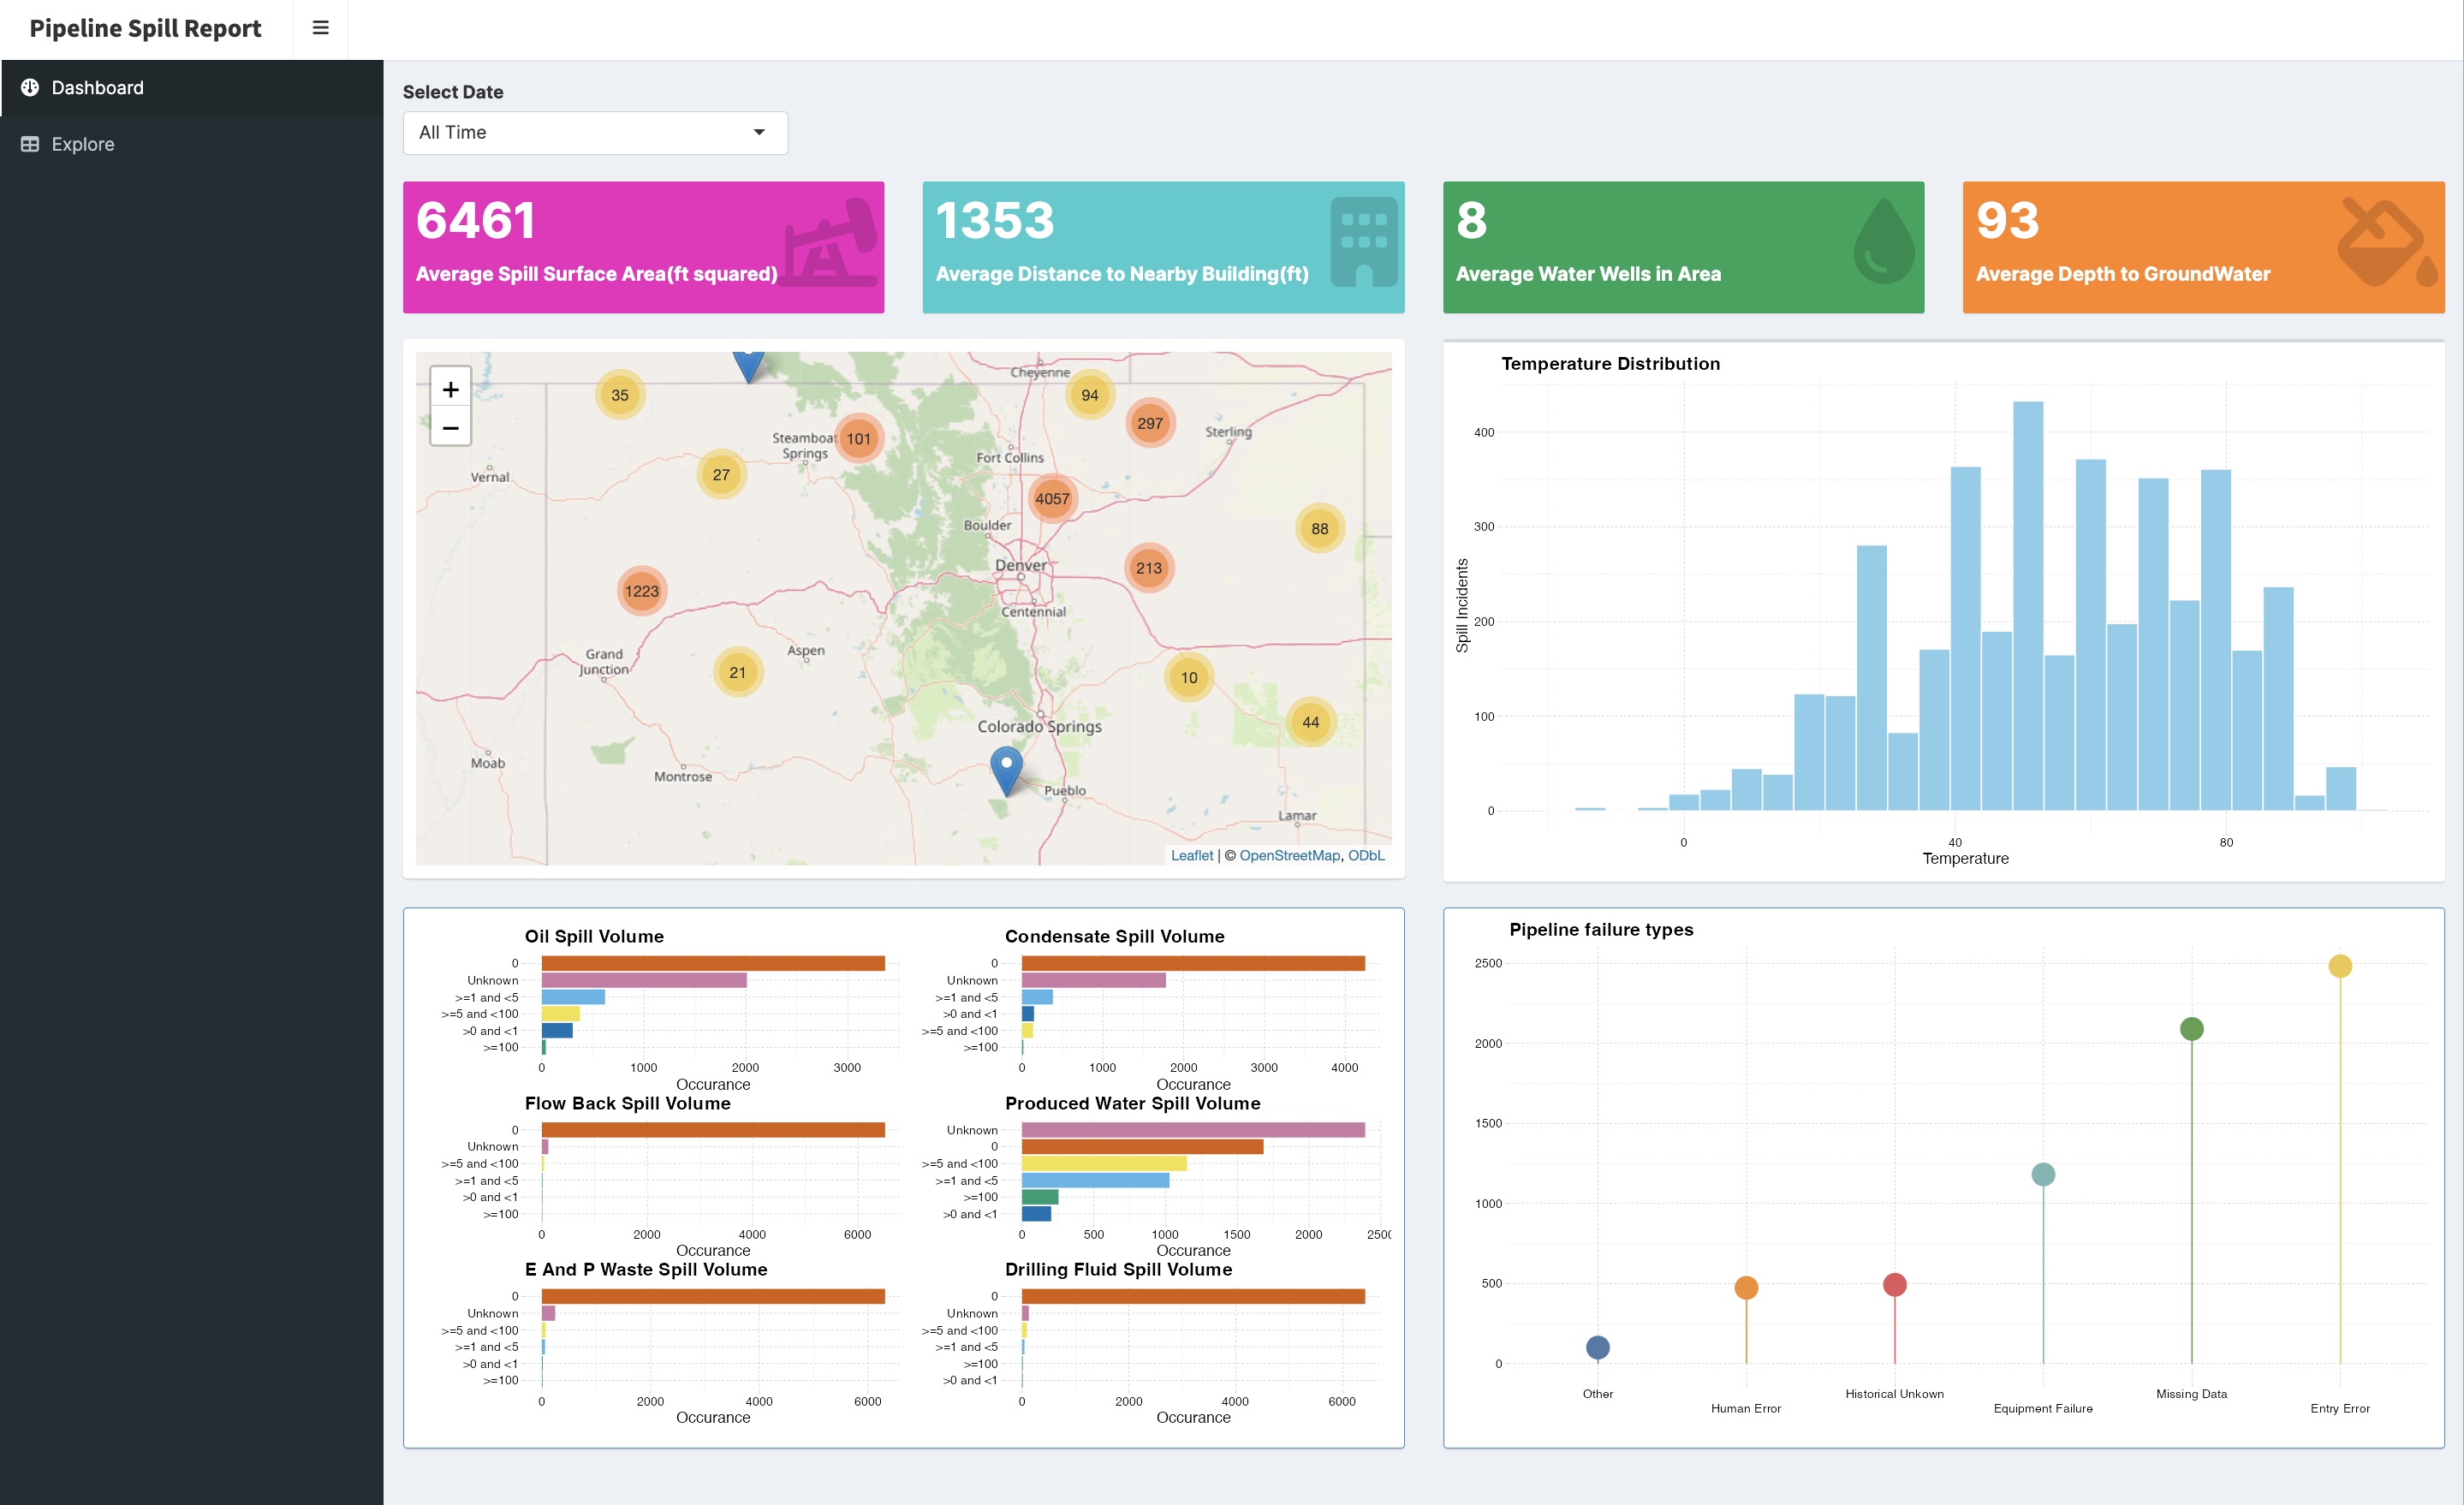 Pipeline Spill Report
Dashboard
Explore
Select Date
All Time
6461
Average Spill Surface Area(ft squared)
1353
Average Distance to Nearby Building(ft)
8
Average Water Wells in Area
93
Average Depth to GroundWater
+
−
35
94
297
101
27
4057
88
213
1223
21
10
44
Cheyenne
Sterling
Steamboat
Springs
Fort Collins
Vernal
Boulder
Denver
Centennial
Grand
Junction
Aspen
Colorado Springs
Moab
Montrose
Pueblo
Lamar
Leaflet | © OpenStreetMap, ODbL
Temperature Distribution
Spill Incidents
400
300
200
100
0
0 40 80
Temperature
Oil Spill Volume
0
Unknown
>=1 and <5
>=5 and <100
>0 and <1
>=100
0 1000 2000 3000
Occurance
Condensate Spill Volume
0
Unknown
>=1 and <5
>0 and <1
>=5 and <100
>=100
0 1000 2000 3000 4000
Occurance
Flow Back Spill Volume
0
Unknown
>=5 and <100
>=1 and <5
>0 and <1
>=100
0 2000 4000 6000
Occurance
Produced Water Spill Volume
Unknown
0
>=5 and <100
>=1 and <5
>=100
>0 and <1
0 500 1000 1500 2000 2500
Occurance
E And P Waste Spill Volume
0
Unknown
>=5 and <100
>=1 and <5
>0 and <1
>=100
0 2000 4000 6000
Occurance
Drilling Fluid Spill Volume
0
Unknown
>=5 and <100
>=1 and <5
>=100
>0 and <1
0 2000 4000 6000
Occurance
Pipeline failure types
2500
2000
1500
1000
500
0
Other
Human Error
Historical Unkown
Equipment Failure
Missing Data
Entry Error